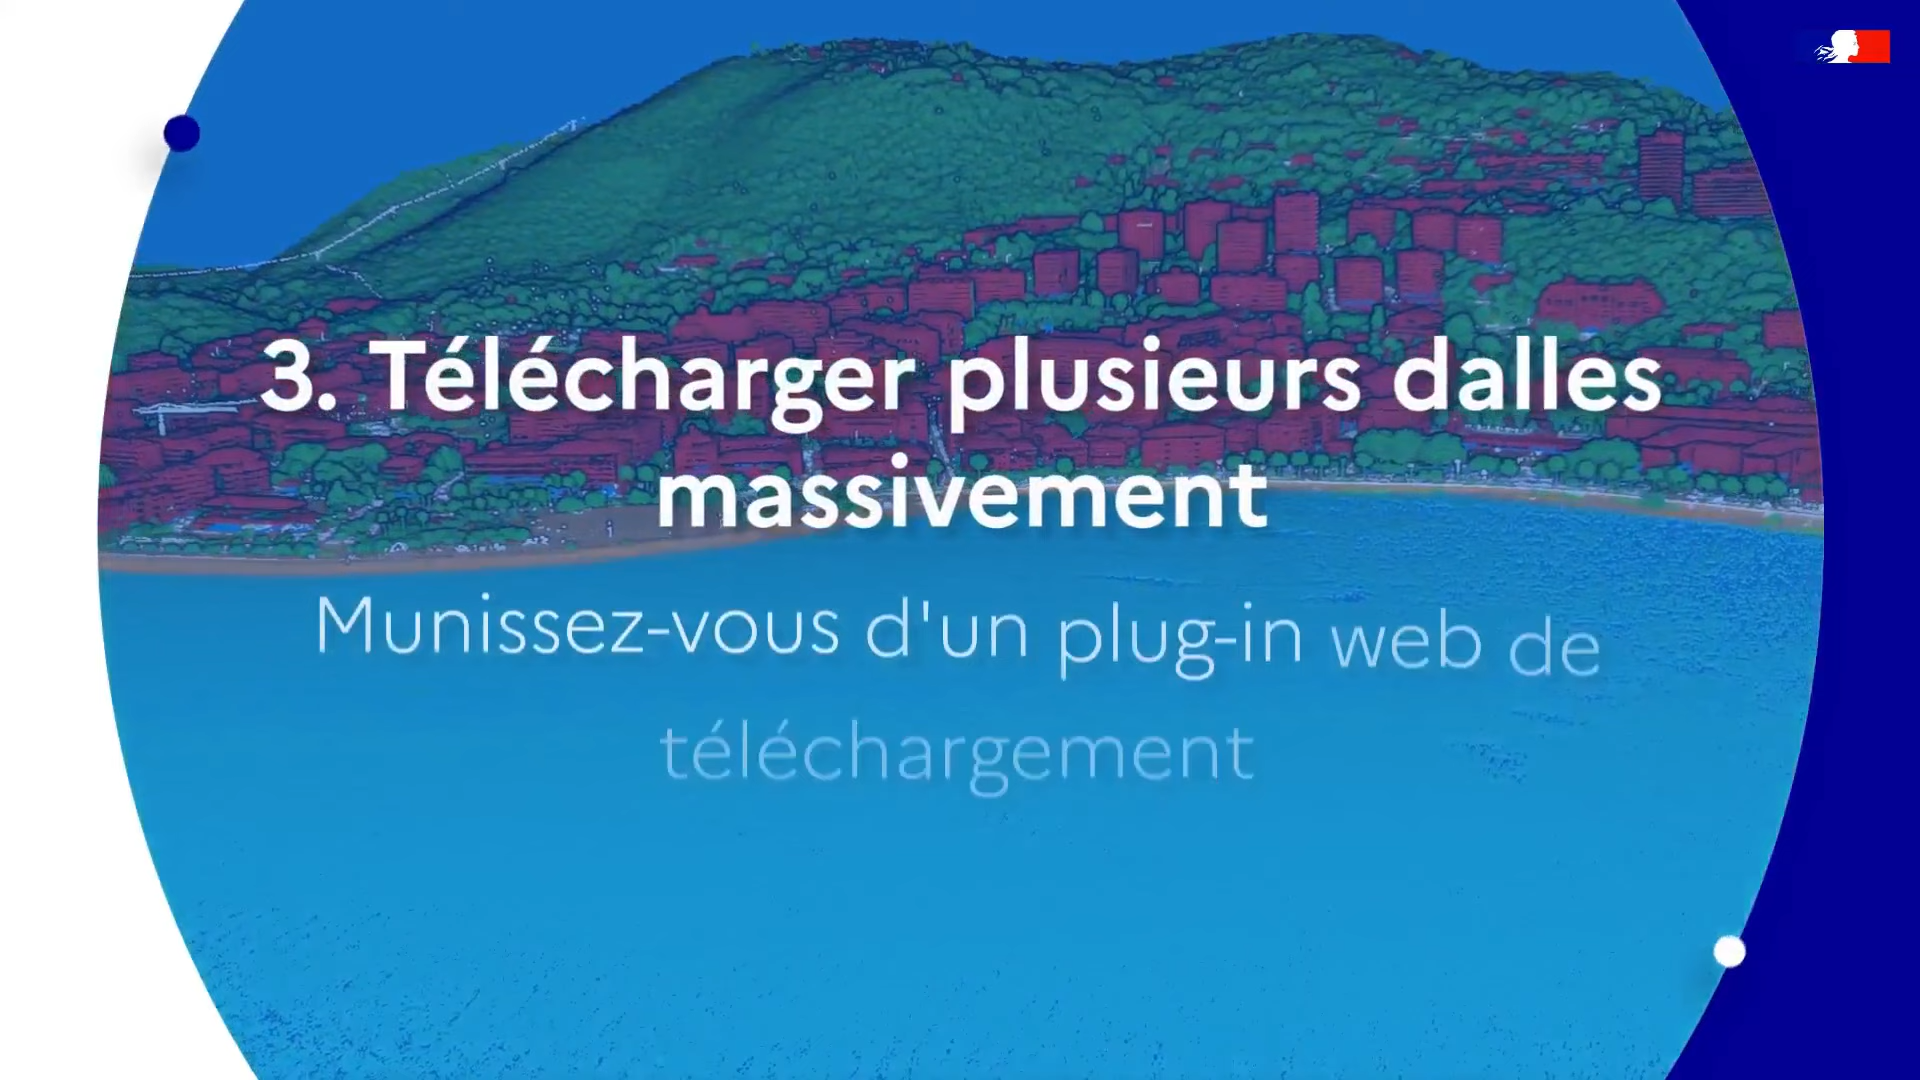 3. Télécharger plusieurs dalles
massivement
Munissez-vous d'un plug-in web de
téléchargement